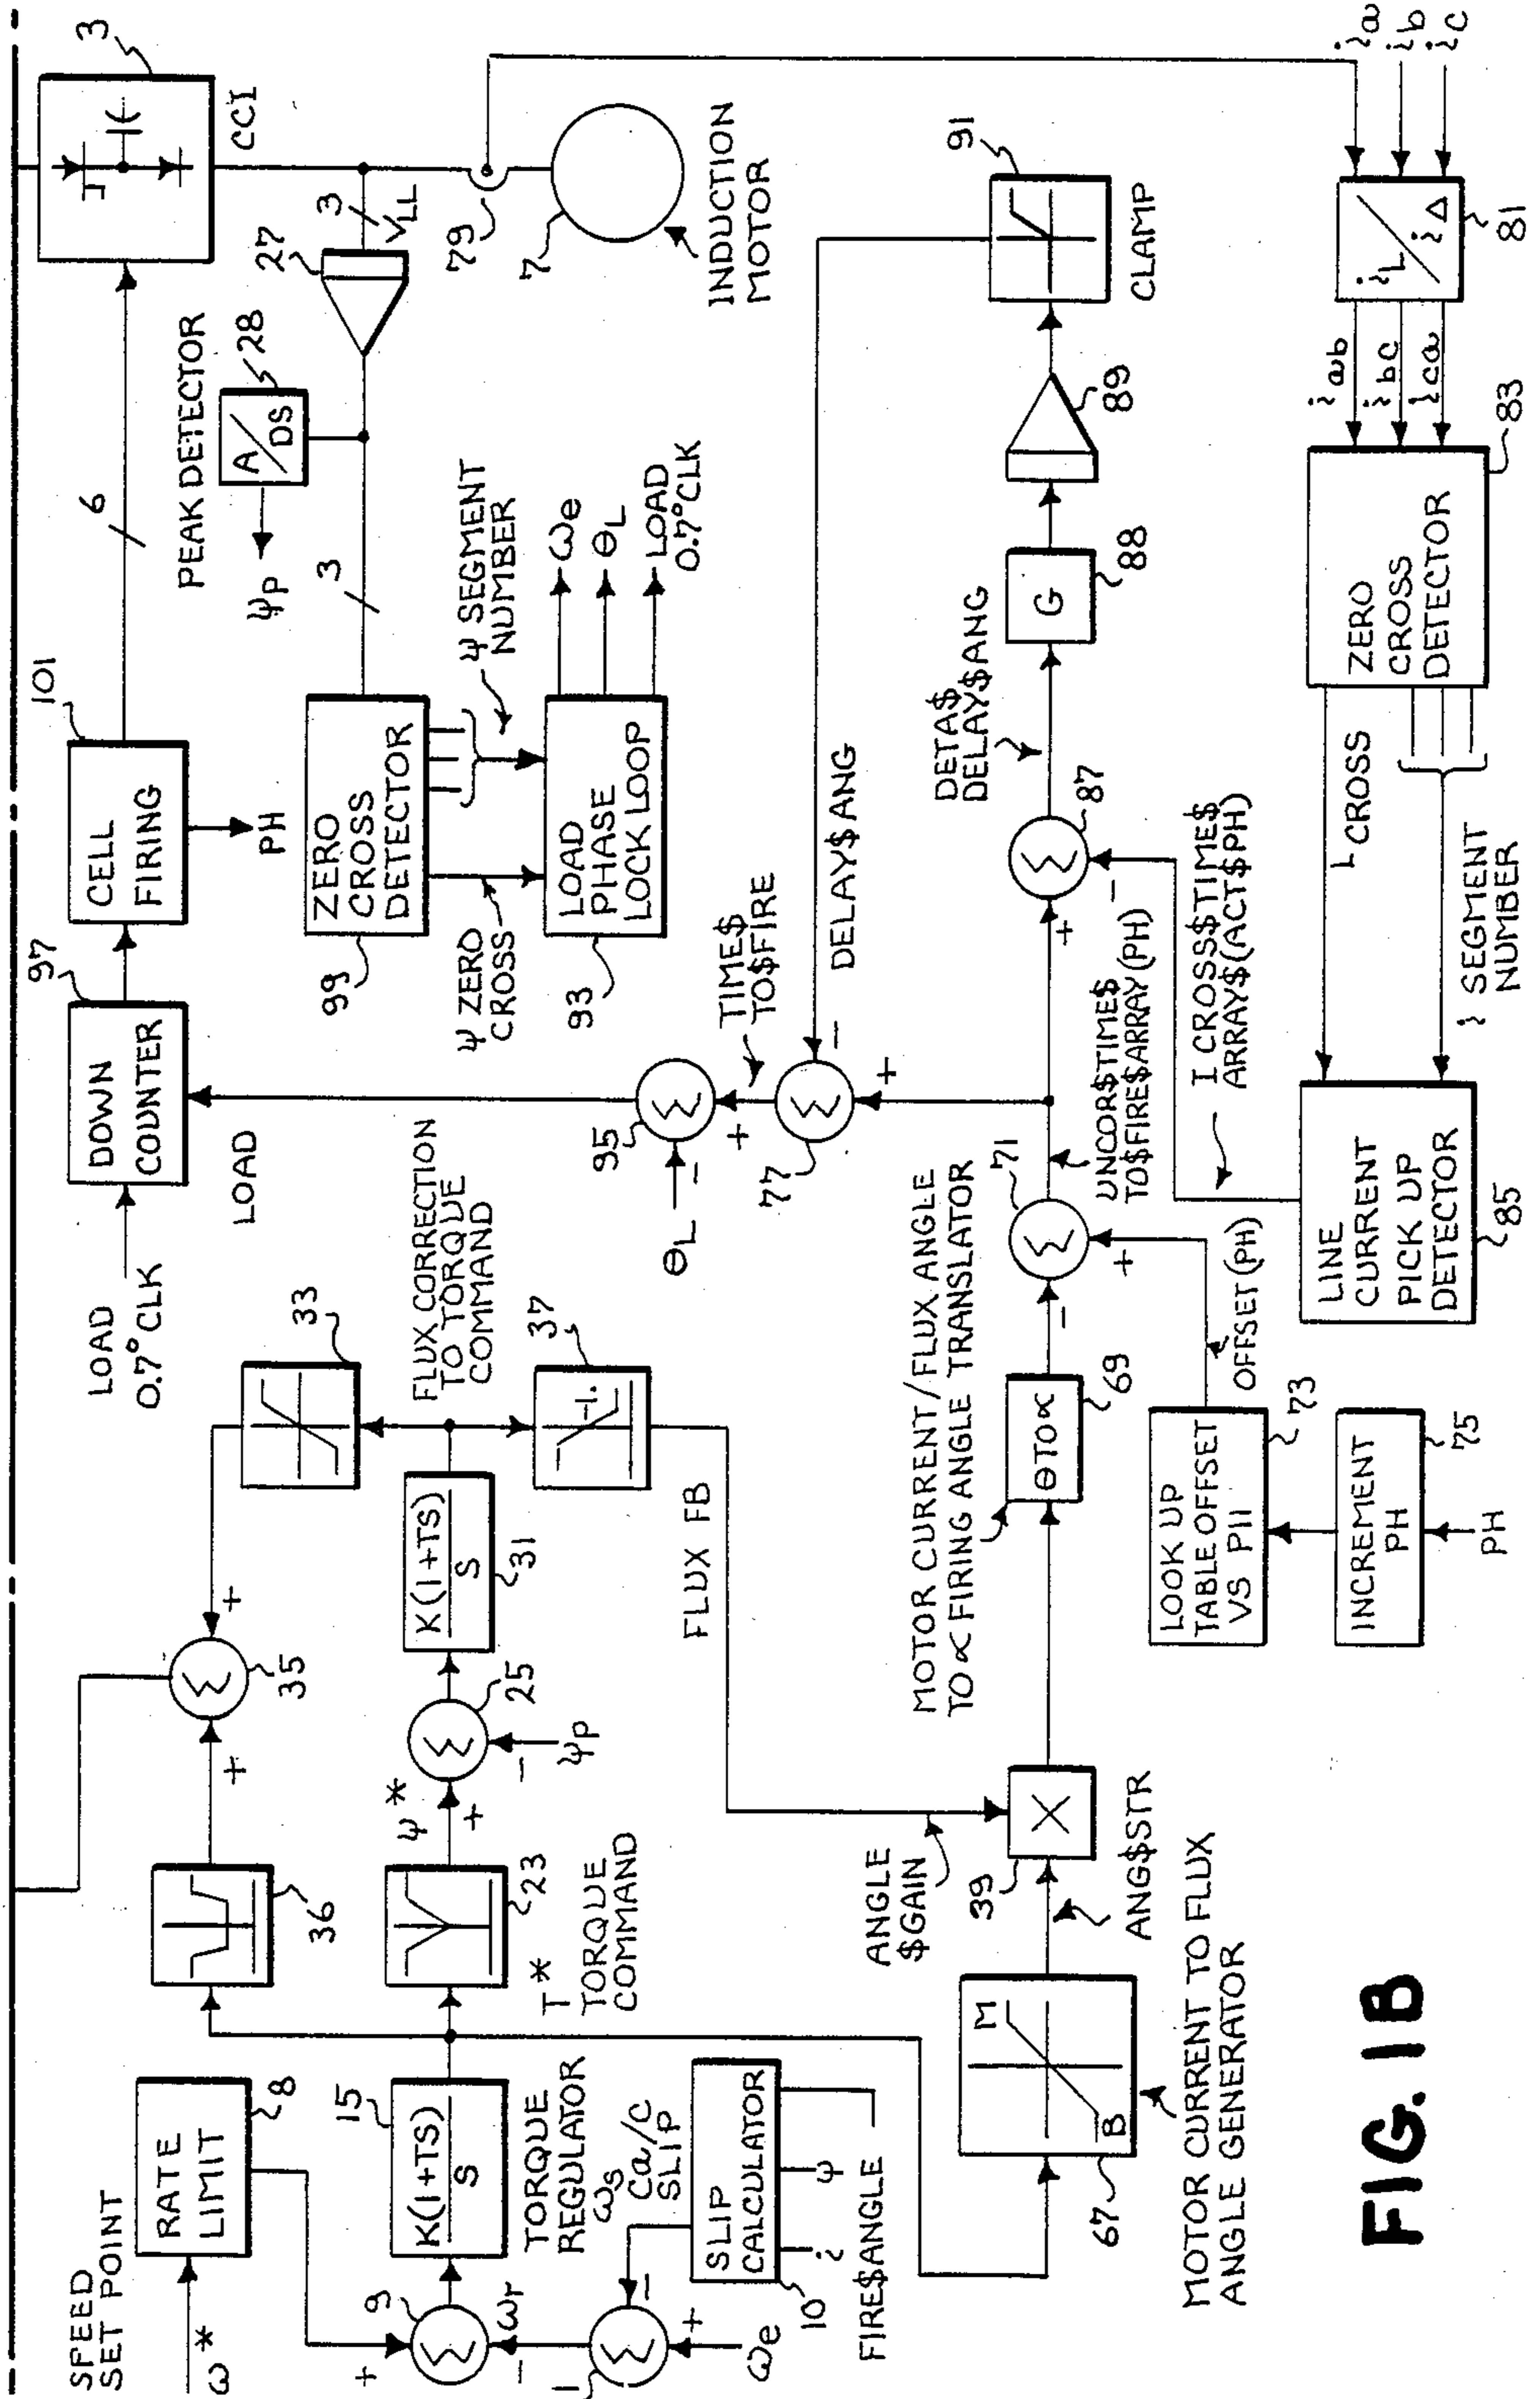 SPEED
SET POINT
ω*
RATE
LIMIT
8
+
9
Σ
−
ωr
15
K(1+TS)
S
TORQUE
REGULATOR
ωs
Ca/C
SLIP
1
Σ
−
+
ωe
SLIP
CALCULATOR
10
i
ψ
FIRE$ANGLE
36
23
T*
TORQUE
COMMAND
+
+
Σ
35
ψ*
+
Σ
25
−
ψP
K(1+TS)
S
31
33
FLUX CORRECTION
TO TORQUE
COMMAND
37
-1.
FLUX FB
M
B
67
MOTOR CURRENT TO FLUX
ANGLE GENERATOR
ANG$STR
ANGLE
$GAIN
39
X
MOTOR CURRENT/FLUX ANGLE
TO ∝ FIRING ANGLE TRANSLATOR
θ TO ∝
69
−
71
Σ
+
OFFSET(PH)
LOOK UP
TABLE OFFSET
VS PH
73
INCREMENT
PH
75
PH
UNCOR$TIME$
TO$FIRE$ARRAY(PH)
LOAD
0.7° CLK
DOWN
COUNTER
97
LOAD
CELL
FIRING
101
PH
6
3
CCI
θL
−
95
Σ
+
TIME$
TO$FIRE
77
Σ
−
+
DELAY$ANG
PEAK DETECTOR
A/DS
28
ψP
27
3
VLL
3
79
7
INDUCTION
MOTOR
ZERO
CROSS
DETECTOR
99
ψ ZERO
CROSS
ψ SEGMENT
NUMBER
LOAD
PHASE
LOCK LOOP
93
ωe
θL
LOAD
0.7° CLK
+
Σ
87
−
DETA$
DELAY$ANG
G
88
89
91
CLAMP
I CROSS$TIME$
ARRAY$(ACT$PH)
LINE
CURRENT
PICK UP
DETECTOR
85
i CROSS
i SEGMENT
NUMBER
ZERO
CROSS
DETECTOR
83
iab
ibc
ica
iL/iΔ
81
ia
ib
ic
FIG. 1B